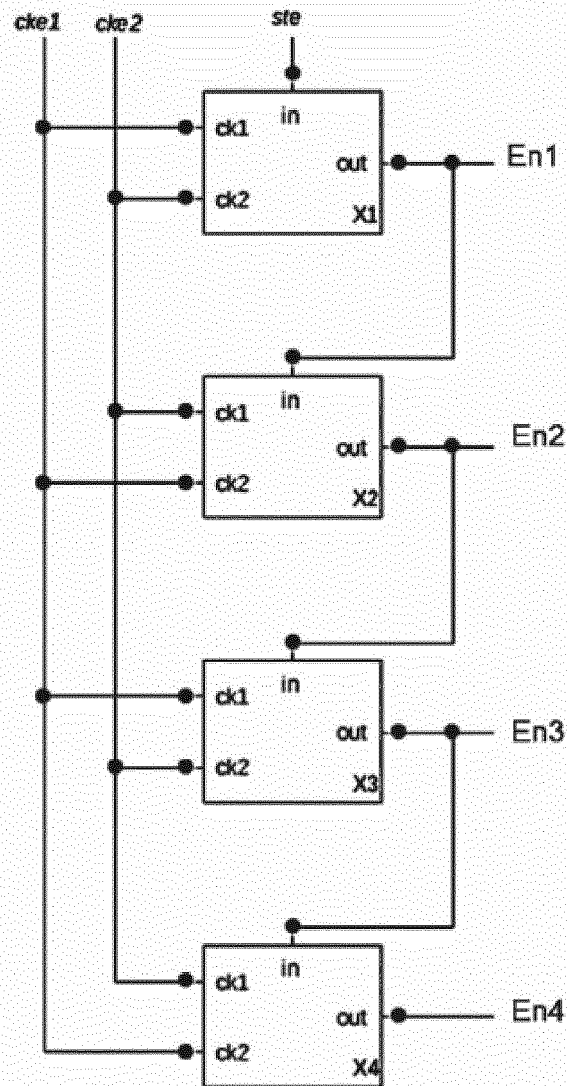 cke1 cke2 ste
in
ck1
out En1
ck2
X1
in
ck1
out En2
ck2
X2
in
ck1
out En3
ck2
X3
in
ck1
out En4
ck2
X4